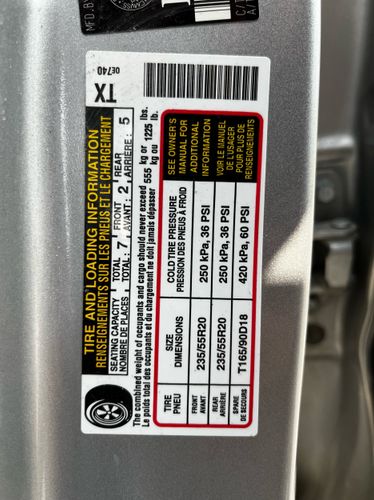 MFD. B
C/T
A/T
TX
0E740
TIRE AND LOADING INFORMATION
RENSEIGNEMENTS SUR LES PNEUS ET LE CHARGEMENT
SEATING CAPACITY TOTAL : 7 FRONT : 2 REAR : 5
NOMBRE DE PLACES TOTAL : AVANT : ARRIÈRE :
The combined weight of occupants and cargo should never exceed 555 kg or 1225 lbs.
Le poids total des occupants et du chargement ne doit jamais dépasser kg ou lb.
TIRE PNEU
SIZE DIMENSIONS
COLD TIRE PRESSURE
PRESSION DES PNEUS À FROID
SEE OWNER'S MANUAL FOR ADDITIONAL INFORMATION
VOIR LE MANUEL DE L'USAGER POUR PLUS DE RENSEIGNEMENTS
FRONT AVANT 235/55R20 250 kPa, 36 PSI
REAR ARRIÈRE 235/55R20 250 kPa, 36 PSI
SPARE DE SECOURS T165/90D18 420 kPa, 60 PSI